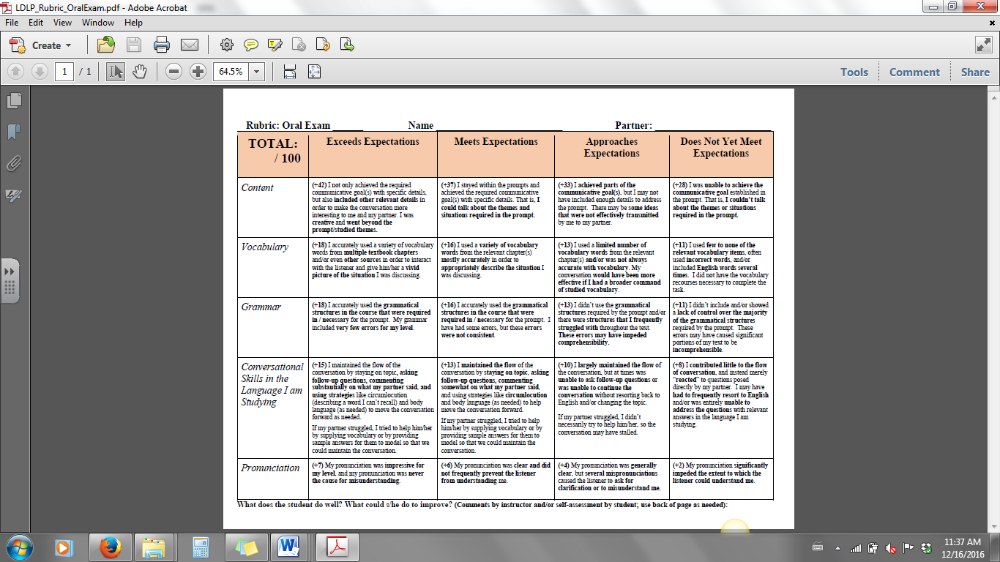 LDLP_Rubric_OralExam.pdf - Adobe Acrobat
File Edit View Window Help
Create
1 / 1
64.5%
Tools Comment Share
Rubric: Oral Exam ______ Name ______________________ Partner: ____________________
TOTAL:
/ 100
Exceeds Expectations
Meets Expectations
Approaches
Expectations
Does Not Yet Meet
Expectations
Content
(+42) I not only achieved the required
communicative goal(s) with specific details,
but also included other relevant details in
order to make the conversation more
interesting to me and my partner. I was
creative and went beyond the
prompt/studied themes.
(+37) I stayed within the prompts and
achieved the required communicative
goal(s) with specific details. That is, I
could talk about the themes and
situations required in the prompt.
(+33) I achieved parts of the
communicative goal(s), but I may not
have included enough details to address
the prompt. There may be some ideas
that were not effectively transmitted
by me to my partner.
(+28) I was unable to achieve the
communicative goal established in
the prompt. That is, I couldn't talk
about the themes or situations
required in the prompt.
Vocabulary
(+18) I accurately used a variety of vocabulary
words from multiple textbook chapters
and/or even other sources in order to interact
with the listener and give him/her a vivid
picture of the situation I was discussing.
(+16) I used a variety of vocabulary
words from the relevant chapter(s)
mostly accurately in order to
appropriately describe the situation I
was discussing.
(+13) I used a limited number of
vocabulary words from the relevant
chapter(s) and/or was not always
accurate with vocabulary. My
conversation would have been more
effective if I had a broader command
of studied vocabulary.
(+11) I used few to none of the
relevant vocabulary items, often
used incorrect words, and/or
included English words several
times. I did not have the vocabulary
recourses necessary to complete the
task.
Grammar
(+18) I accurately used the grammatical
structures in the course that were required
in / necessary for the prompt. My grammar
included very few errors for my level.
(+16) I accurately used the grammatical
structures in the course that were
required in / necessary for the prompt. I
have had some errors, but these errors
were not consistent.
(+13) I didn't use the grammatical
structures required by the prompt and/or
there were structures that I frequently
struggled with throughout the text.
These errors may have impeded
comprehensibility.
(+11) I didn't include and/or showed
a lack of control over the majority
of the grammatical structures
required by the prompt. These
errors may have caused significant
portions of my text to be
incomprehensible.
Conversational
Skills in the
Language I am
Studying
(+15) I maintained the flow of the
conversation by staying on topic, asking
follow-up questions, commenting
substantially on what my partner said, and
using strategies like circumlocution
(describing a word I can't recall) and body
language (as needed) to move the conversation
forward as needed.
If my partner struggled, I tried to help him/her
by supplying vocabulary or by providing
sample answers for them to model so that we
could maintain the conversation.
(+13) I maintained the flow of the
conversation by staying on topic, asking
follow-up questions, commenting
somewhat on what my partner said,
and using strategies like circumlocution
and body language (as needed) to help
move the conversation forward.
If my partner struggled, I tried to help
him/her by supplying vocabulary or by
providing sample answers for them to
model so that we could maintain the
conversation.
(+10) I largely maintained the flow of
the conversation, but at times was
unable to ask follow-up questions or
was unable to continue the
conversation without resorting back to
English and/or changing the topic.
If my partner struggled, I didn't
necessarily try to help him/her, so the
conversation may have stalled.
(+8) I contributed little to the flow
of conversation, and instead merely
"reacted" to questions posed
directly by my partner. I may have
had to frequently resort to English
and/or was entirely unable to
address the questions with relevant
answers in the language I am
studying.
Pronunciation
(+7) My pronunciation was impressive for
my level, and my pronunciation was never
the cause for misunderstanding.
(+6) My pronunciation was clear and did
not frequently prevent the listener
from understanding me.
(+4) My pronunciation was generally
clear, but several mispronunciations
caused the listener to ask for
clarification or to misunderstand me.
(+2) My pronunciation significantly
impeded the extent to which the
listener could understand me.
What does the student do well? What could s/he do to improve? (Comments by instructor and/or self-assessment by student; use back of page as needed):
11:37 AM
12/16/2016